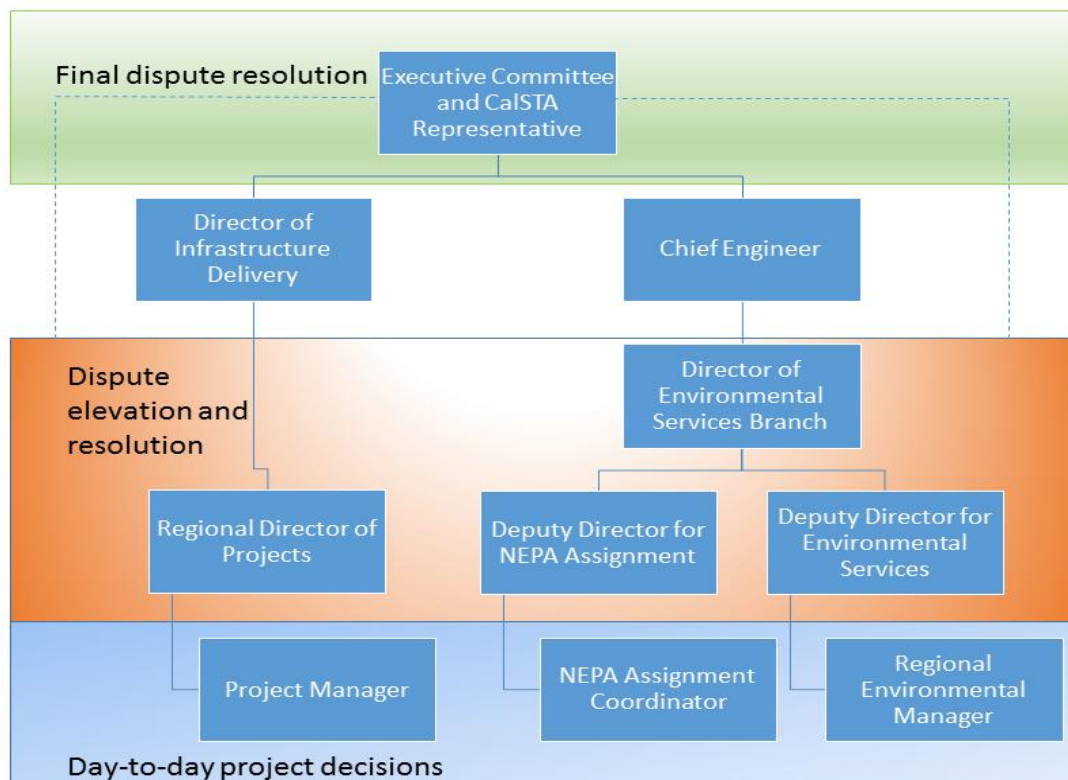 Final dispute resolution
Executive Committee
and CalSTA
Representative
Director of
Infrastructure
Delivery
Chief Engineer
Dispute
elevation and
resolution
Director of
Environmental
Services Branch
Regional Director of
Projects
Deputy Director for
NEPA Assignment
Deputy Director for
Environmental
Services
Project Manager
NEPA Assignment
Coordinator
Regional
Environmental
Manager
Day-to-day project decisions